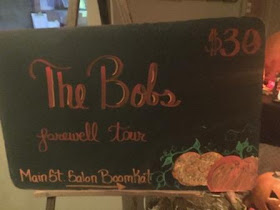 $30
The Bobs
farewell tour
Main St. Salon BoomKat